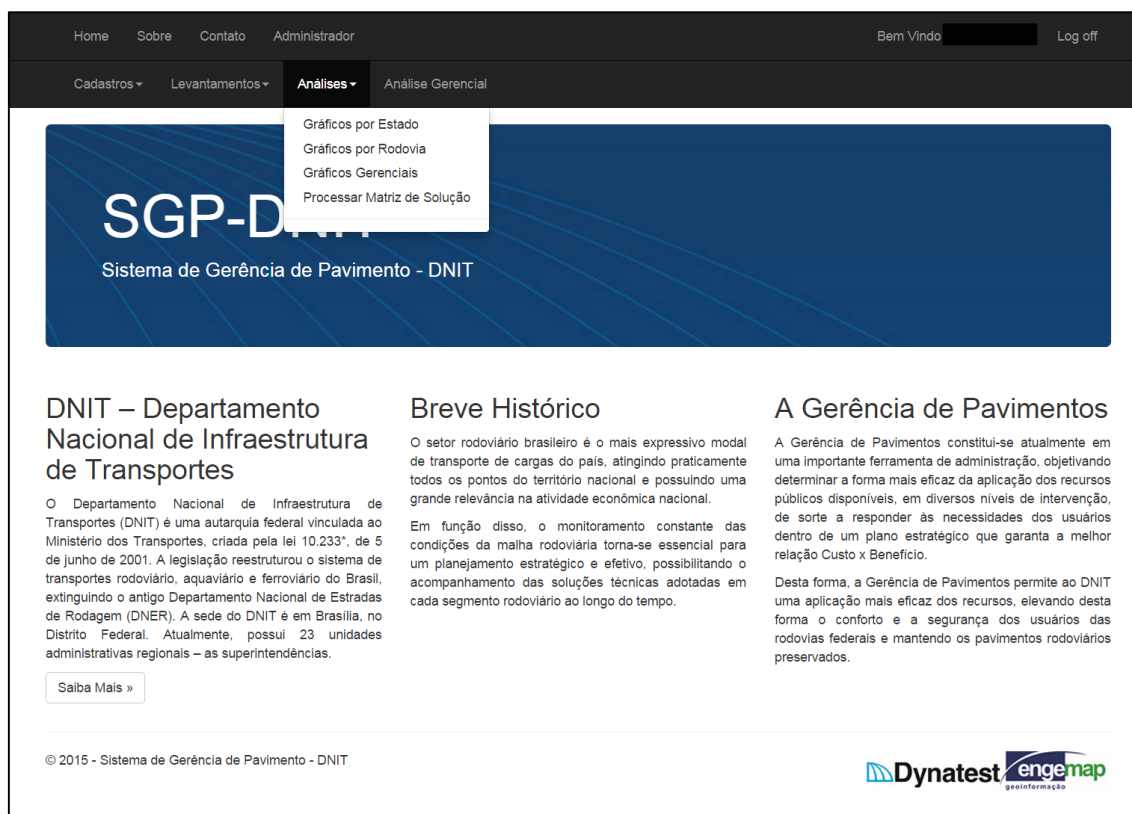 Home Sobre Contato Administrador Bem Vindo Log off
Cadastros Levantamentos Análises Análise Gerencial
Gráficos por Estado
Gráficos por Rodovia
Gráficos Gerenciais
Processar Matriz de Solução
SGP-DNIT
Sistema de Gerência de Pavimento - DNIT
DNIT – Departamento
Nacional de Infraestrutura
de Transportes
O Departamento Nacional de Infraestrutura de
Transportes (DNIT) é uma autarquia federal vinculada ao
Ministério dos Transportes, criada pela lei 10.233*, de 5
de junho de 2001. A legislação reestruturou o sistema de
transportes rodoviário, aquaviário e ferroviário do Brasil,
extinguindo o antigo Departamento Nacional de Estradas
de Rodagem (DNER). A sede do DNIT é em Brasília, no
Distrito Federal. Atualmente, possui 23 unidades
administrativas regionais – as superintendências.
Saiba Mais »
Breve Histórico
O setor rodoviário brasileiro é o mais expressivo modal
de transporte de cargas do país, atingindo praticamente
todos os pontos do território nacional e possuindo uma
grande relevância na atividade econômica nacional.
Em função disso, o monitoramento constante das
condições da malha rodoviária torna-se essencial para
um planejamento estratégico e efetivo, possibilitando o
acompanhamento das soluções técnicas adotadas em
cada segmento rodoviário ao longo do tempo.
A Gerência de Pavimentos
A Gerência de Pavimentos constitui-se atualmente em
uma importante ferramenta de administração, objetivando
determinar a forma mais eficaz da aplicação dos recursos
públicos disponíveis, em diversos níveis de intervenção,
de sorte a responder às necessidades dos usuários
dentro de um plano estratégico que garanta a melhor
relação Custo x Benefício.
Desta forma, a Gerência de Pavimentos permite ao DNIT
uma aplicação mais eficaz dos recursos, elevando desta
forma o conforto e a segurança dos usuários das
rodovias federais e mantendo os pavimentos rodoviários
preservados.
© 2015 - Sistema de Gerência de Pavimento - DNIT
Dynatest engemap
geoinformação